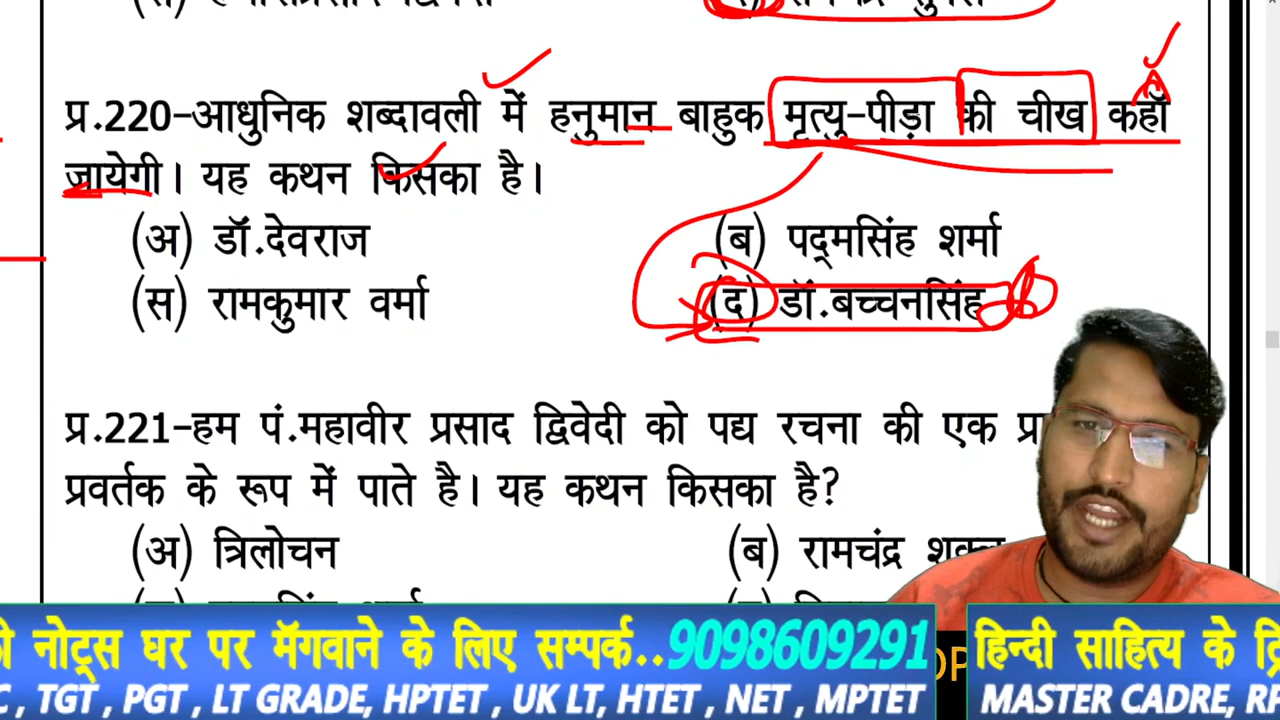 प्र.220-आधुनिक शब्दावली में हनुमान बाहुक मृत्यु-पीड़ा की चीख कहाॅं
जायेगी। यह कथन किसका है।
(अ) डॉ.देवराज
(ब) पद्मसिंह शर्मा
(स) रामकुमार वर्मा
(द) डॉ.बच्चनसिंह
प्र.221-हम पं.महावीर प्रसाद द्विवेदी को पद्य रचना की एक
प्रवर्तक के रूप में पाते है। यह कथन किसका है?
(अ) त्रिलोचन
(ब) रामचंद्र शुक्ल
नोट्स घर पर मॅगवाने के लिए सम्पर्क..9098609291
हिन्दी साहित्य के
, TGT , PGT , LT GRADE, HPTET , UK LT, HTET , NET , MPTET
MASTER CADRE,